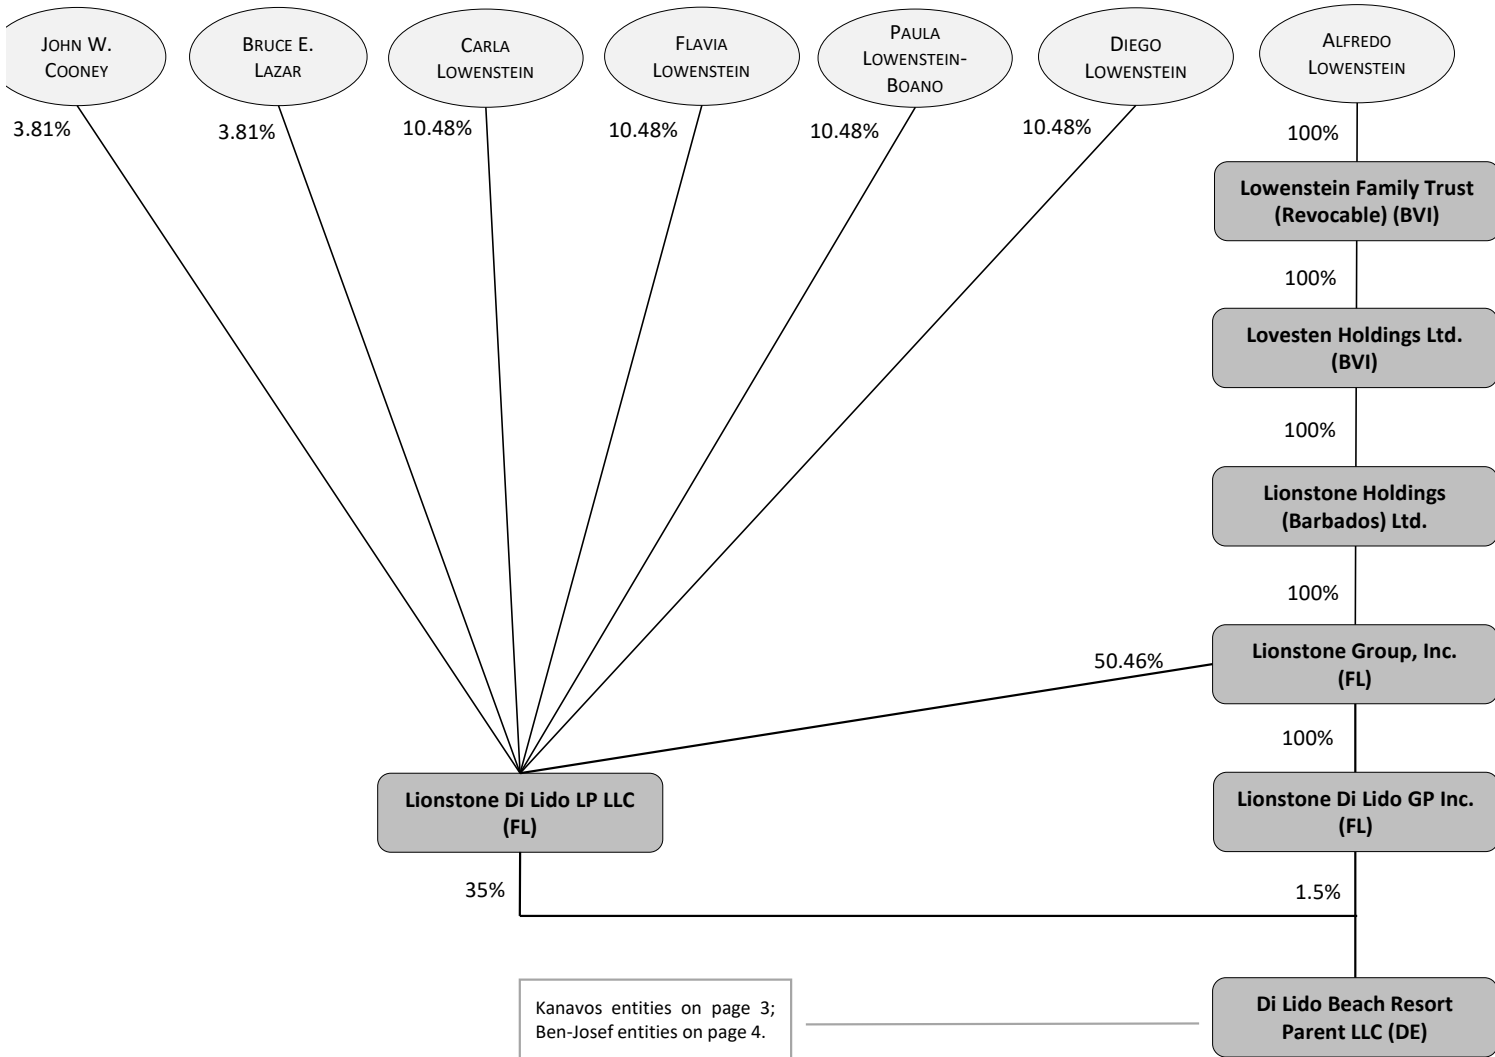 JOHN W.
COONEY
BRUCE E.
LAZAR
CARLA
LOWENSTEIN
FLAVIA
LOWENSTEIN
PAULA
LOWENSTEIN-
BOANO
DIEGO
LOWENSTEIN
ALFREDO
LOWENSTEIN
3.81%
3.81%
10.48%
10.48%
10.48%
10.48%
100%
Lowenstein Family Trust
(Revocable) (BVI)
100%
Lovesten Holdings Ltd.
(BVI)
100%
Lionstone Holdings
(Barbados) Ltd.
100%
50.46%
Lionstone Group, Inc.
(FL)
100%
Lionstone Di Lido LP LLC
(FL)
Lionstone Di Lido GP Inc.
(FL)
35%
1.5%
Kanavos entities on page 3;
Ben-Josef entities on page 4.
Di Lido Beach Resort
Parent LLC (DE)